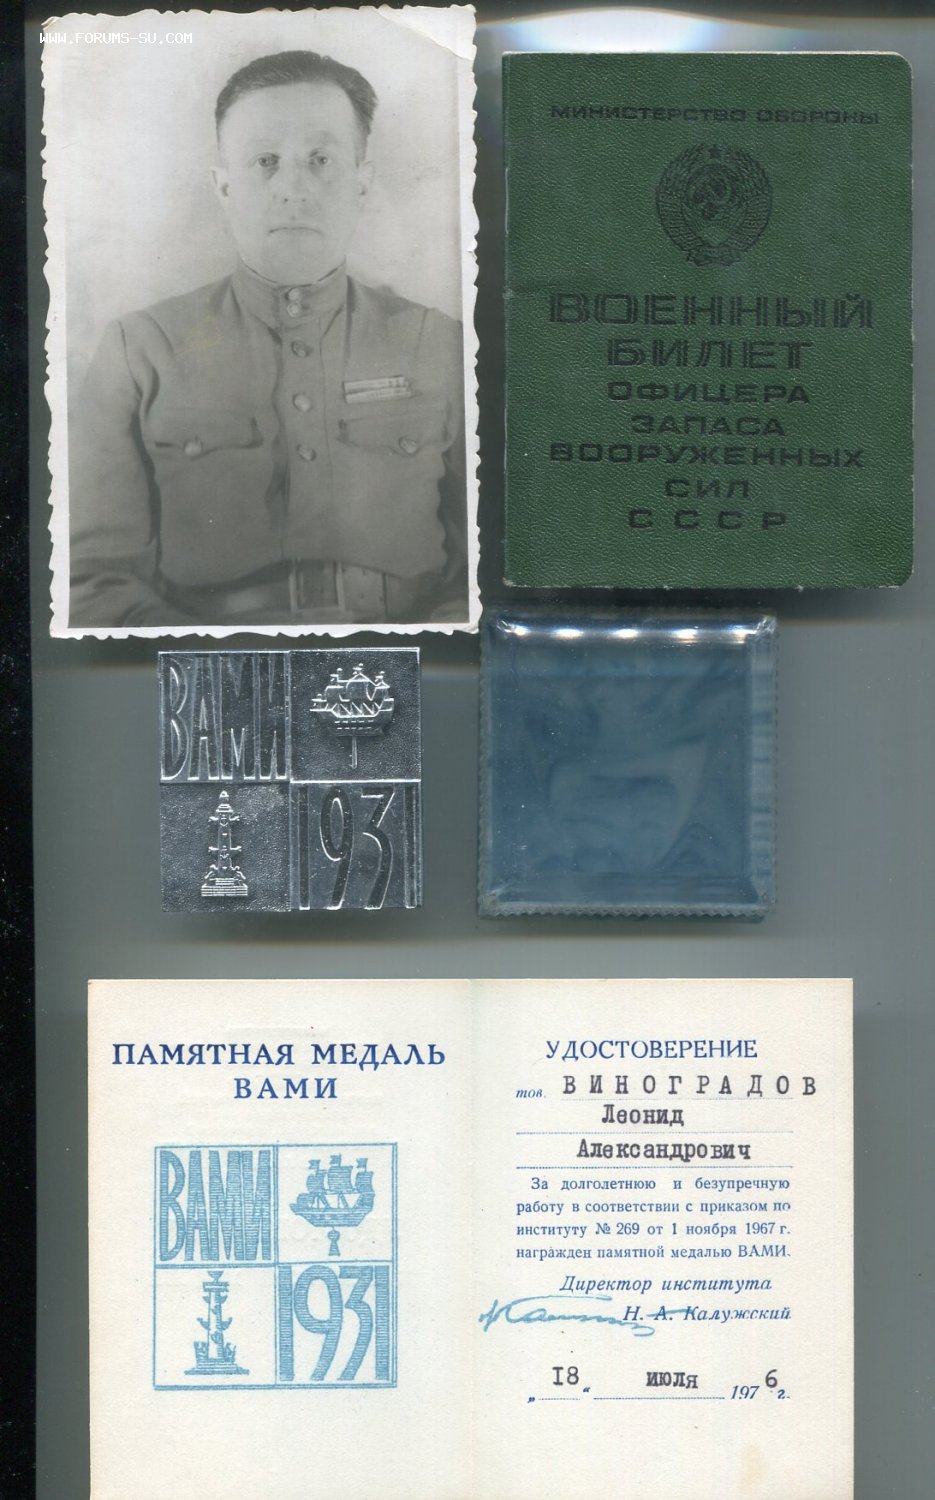 WWW.FORUMS-SU.COM
МИНИСТЕРСТВО ОБОРОНЫ
ВОЕННЫЙ
БИЛЕТ
ОФИЦЕРА
ЗАПАСА
ВООРУЖЕННЫХ
СИЛ
СССР
ВАМИ
1931
ПАМЯТНАЯ МЕДАЛЬ
ВАМИ
ВАМИ
1931
УДОСТОВЕРЕНИЕ
тов. ВИНОГРАДОВ
Леонид
Александрович
За долголетнюю и безупречную
работу в соответствии с приказом по
институту № 269 от 1 ноября 1967 г.
награжден памятной медалью ВАМИ.
Директор института
Н. А. Калужский
„18“ июля 1976 г.